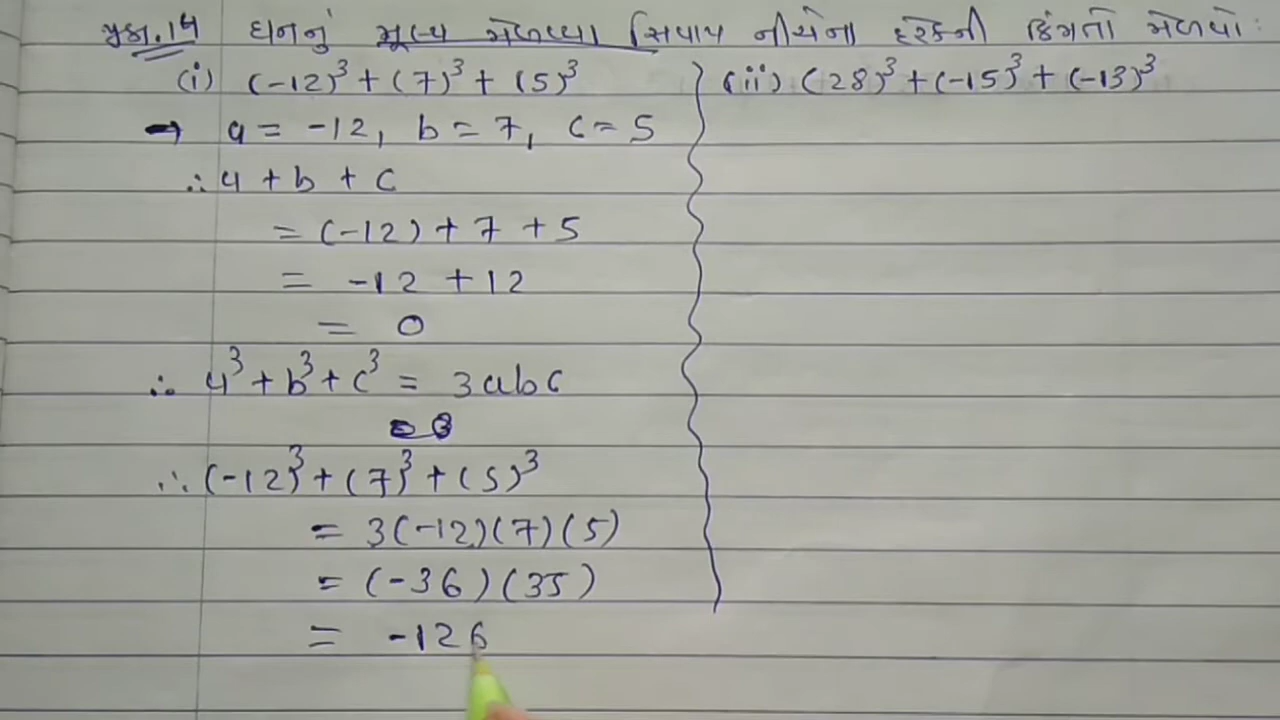 પ્રશ્ન.14 ઘનનું મૂલ્ય મેળવ્યા સિવાય નીચેના દરેકની કિંમતો મેળવો:
(i) (-12)³ + (7)³ + (5)³
→ a = -12, b = 7, c = 5
∴ a + b + c
= (-12) + 7 + 5
= -12 + 12
= 0
∴ a³ + b³ + c³ = 3abc
∴ (-12)³ + (7)³ + (5)³
= 3(-12)(7)(5)
= (-36)(35)
= -126
(ii) (28)³ + (-15)³ + (-13)³